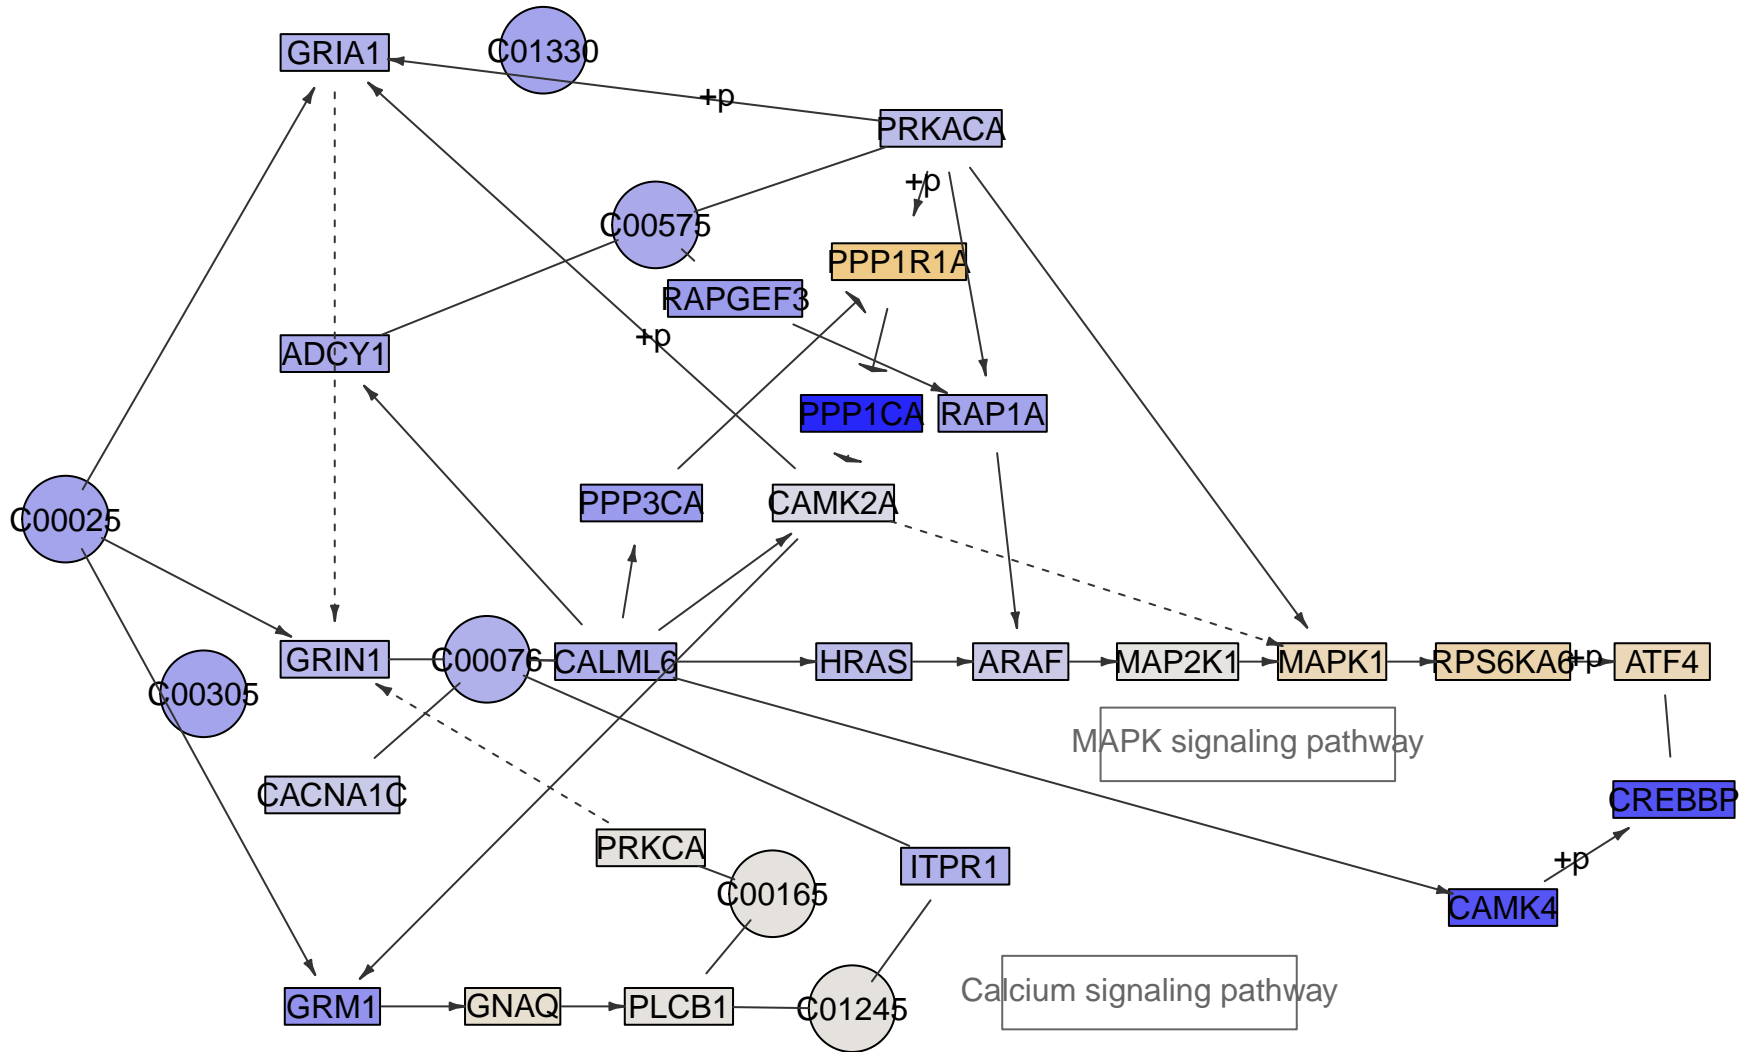 GRIA1
C01330
+p
PRKACA
+p
C00575
PPP1R1A
RAPGEF3
+p
ADCY1
PPP1CA
RAP1A
PPP3CA
CAMK2A
C00025
GRIN1
C00076
CALML6
HRAS
ARAF
MAP2K1
MAPK1
RPS6KA6
+p
ATF4
C00305
MAPK signaling pathway
CACNA1C
CREBBP
PRKCA
ITPR1
+p
C00165
CAMK4
Calcium signaling pathway
GRM1
GNAQ
PLCB1
C01245